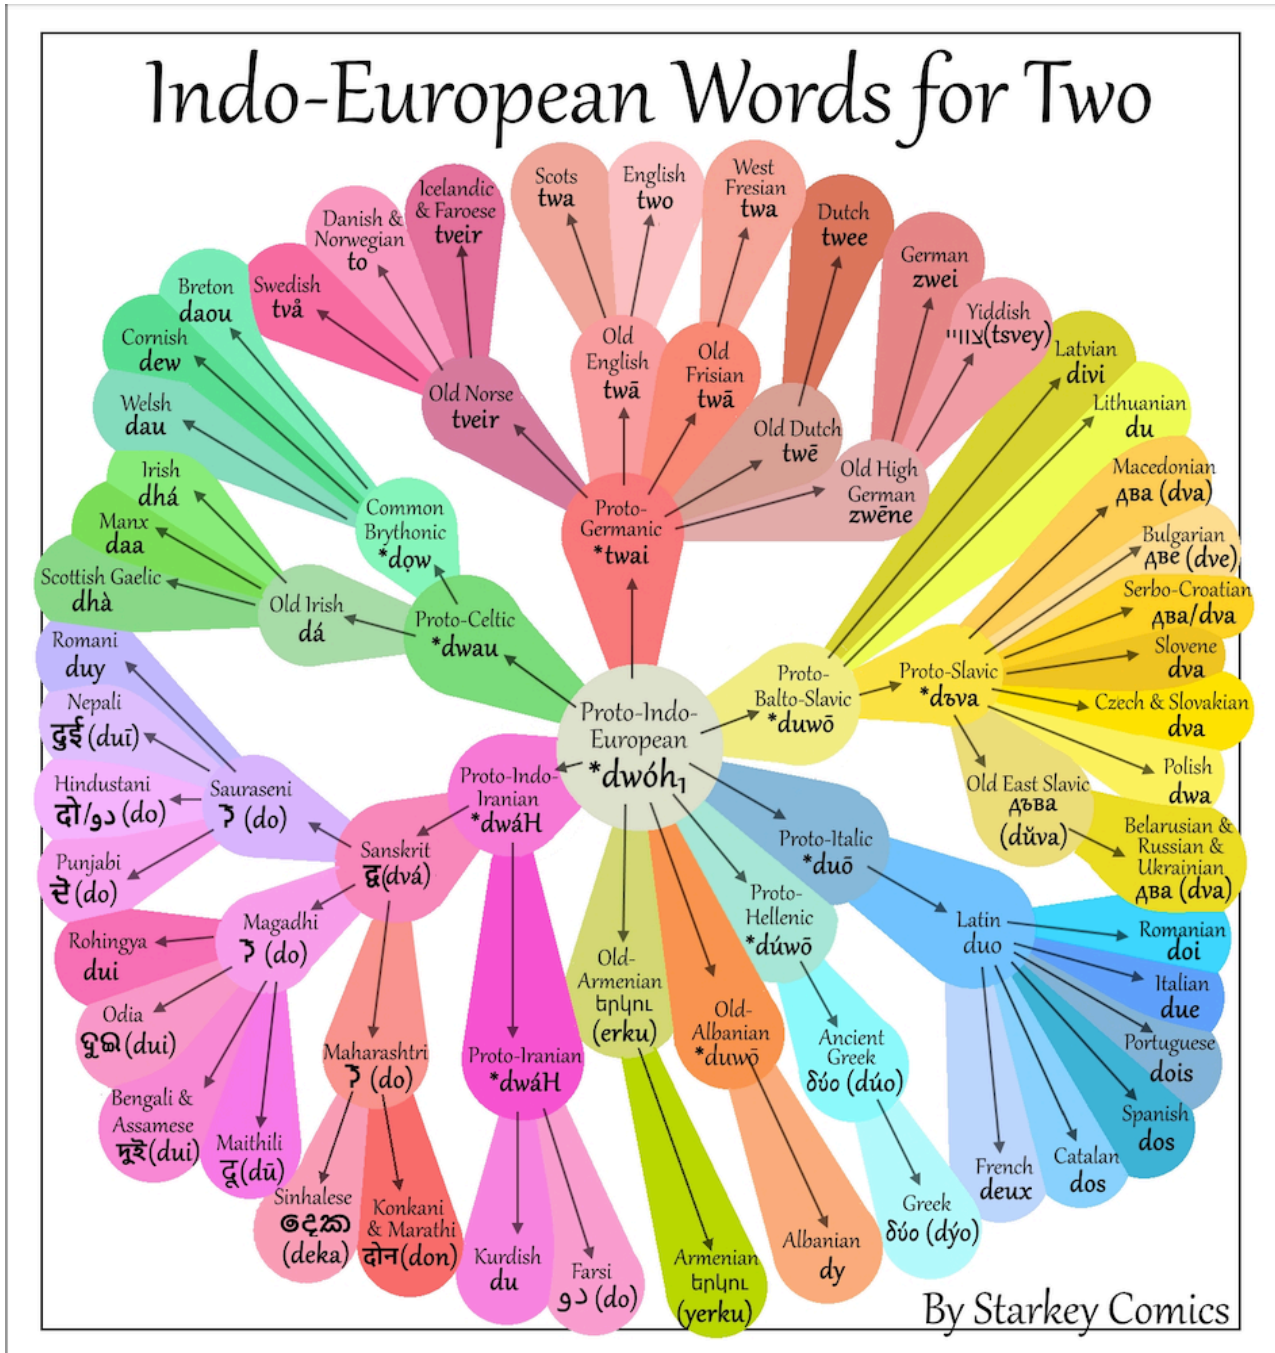 Indo-European Words for Two
Scots
twa
English
two
West
Fresian
twa
Dutch
twee
German
zwei
Yiddish
צוויי(tsvey)
Icelandic
& Faroese
tveir
Danish &
Norwegian
to
Swedish
två
Old Norse
tveir
Old
English
twā
Old
Frisian
twā
Old Dutch
twē
Old High
German
zwēne
Proto-
Germanic
*twai
Breton
daou
Cornish
dew
Welsh
dau
Common
Brythonic
*dọw
Irish
dhá
Manx
daa
Scottish Gaelic
dhà
Old Irish
dá
Proto-Celtic
*dwau
Latvian
divi
Lithuanian
du
Macedonian
два (dva)
Bulgarian
две (dve)
Serbo-Croatian
два/dva
Slovene
dva
Czech & Slovakian
dva
Polish
dwa
Belarusian &
Russian &
Ukrainian
два (dva)
Old East Slavic
дъва
(dŭva)
Proto-Slavic
*dъva
Proto-
Balto-Slavic
*duwō
Proto-Indo-
European
*dwóh₁
Proto-Indo-
Iranian
*dwáH
Sanskrit
द्व(dvá)
Sauraseni
(do)
Romani
duy
Nepali
दुई (duī)
Hindustani
दो/دو (do)
Punjabi
ਦੋ (do)
Magadhi
(do)
Rohingya
dui
Odia
ଦୁଇ (dui)
Bengali &
Assamese
দুই(dui)
Maithili
दू(dū)
Maharashtri
(do)
Sinhalese
දෙක
(deka)
Konkani
& Marathi
दोन(don)
Proto-Iranian
*dwáH
Kurdish
du
Farsi
دو (do)
Old-
Armenian
երկու
(erku)
Armenian
երկու
(yerku)
Old-
Albanian
*duwō
Albanian
dy
Proto-
Hellenic
*dúwō
Ancient
Greek
δύο (dúo)
Greek
δύο (dýo)
Proto-Italic
*duō
Latin
duo
Romanian
doi
Italian
due
Portuguese
dois
Spanish
dos
Catalan
dos
French
deux
By Starkey Comics